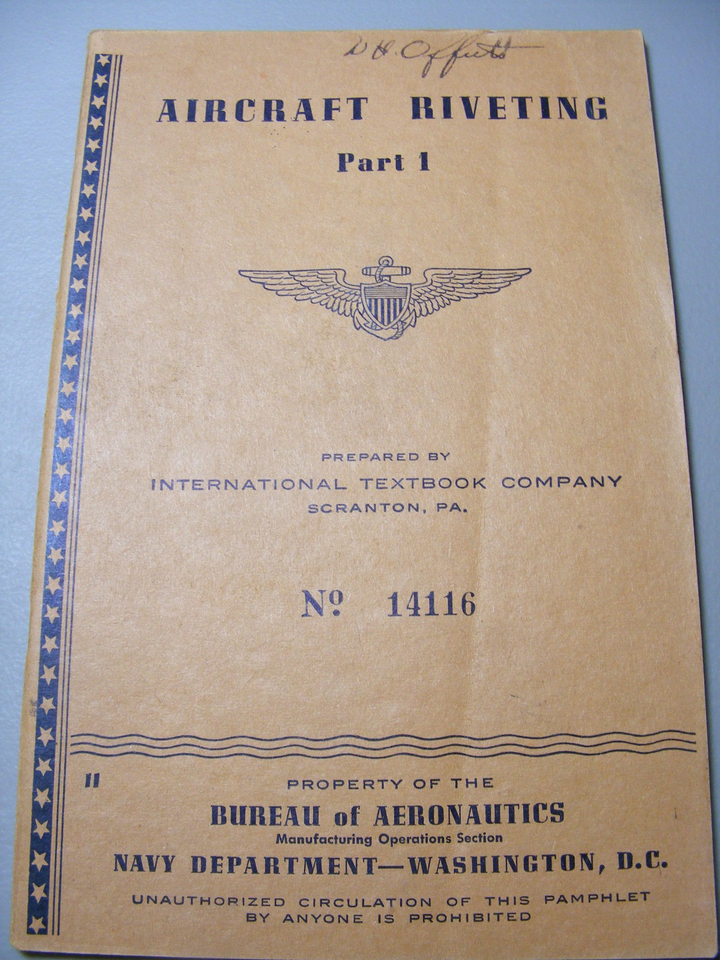 D H. Offutt
AIRCRAFT RIVETING
Part 1
PREPARED BY
INTERNATIONAL TEXTBOOK COMPANY
SCRANTON, PA.
Nº 14116
11
PROPERTY OF THE
BUREAU of AERONAUTICS
Manufacturing Operations Section
NAVY DEPARTMENT—WASHINGTON, D.C.
UNAUTHORIZED CIRCULATION OF THIS PAMPHLET
BY ANYONE IS PROHIBITED